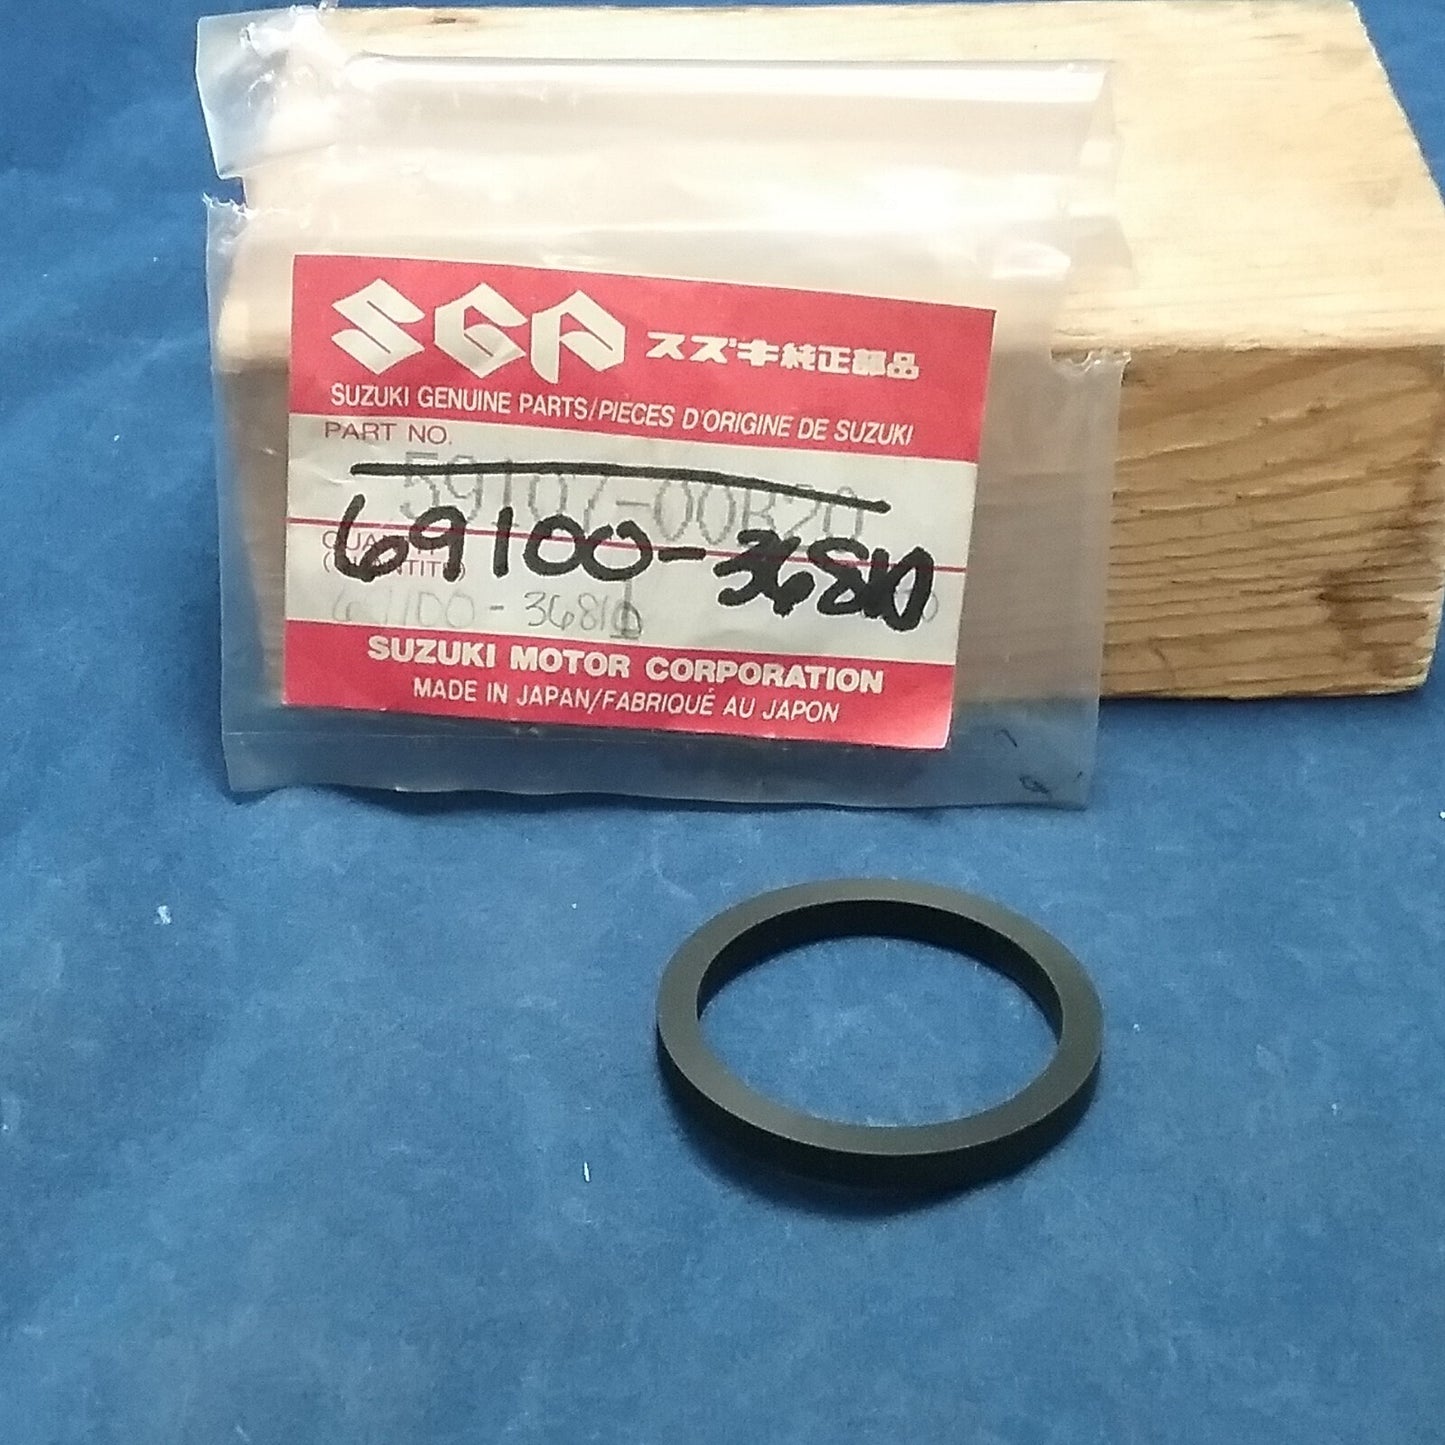 SGP スズキ純正部品
SUZUKI GENUINE PARTS/PIECES D'ORIGINE DE SUZUKI
PART NO.
59107-00B20
69100-36810
69100-36810
1
SUZUKI MOTOR CORPORATION
MADE IN JAPAN/FABRIQUÉ AU JAPON